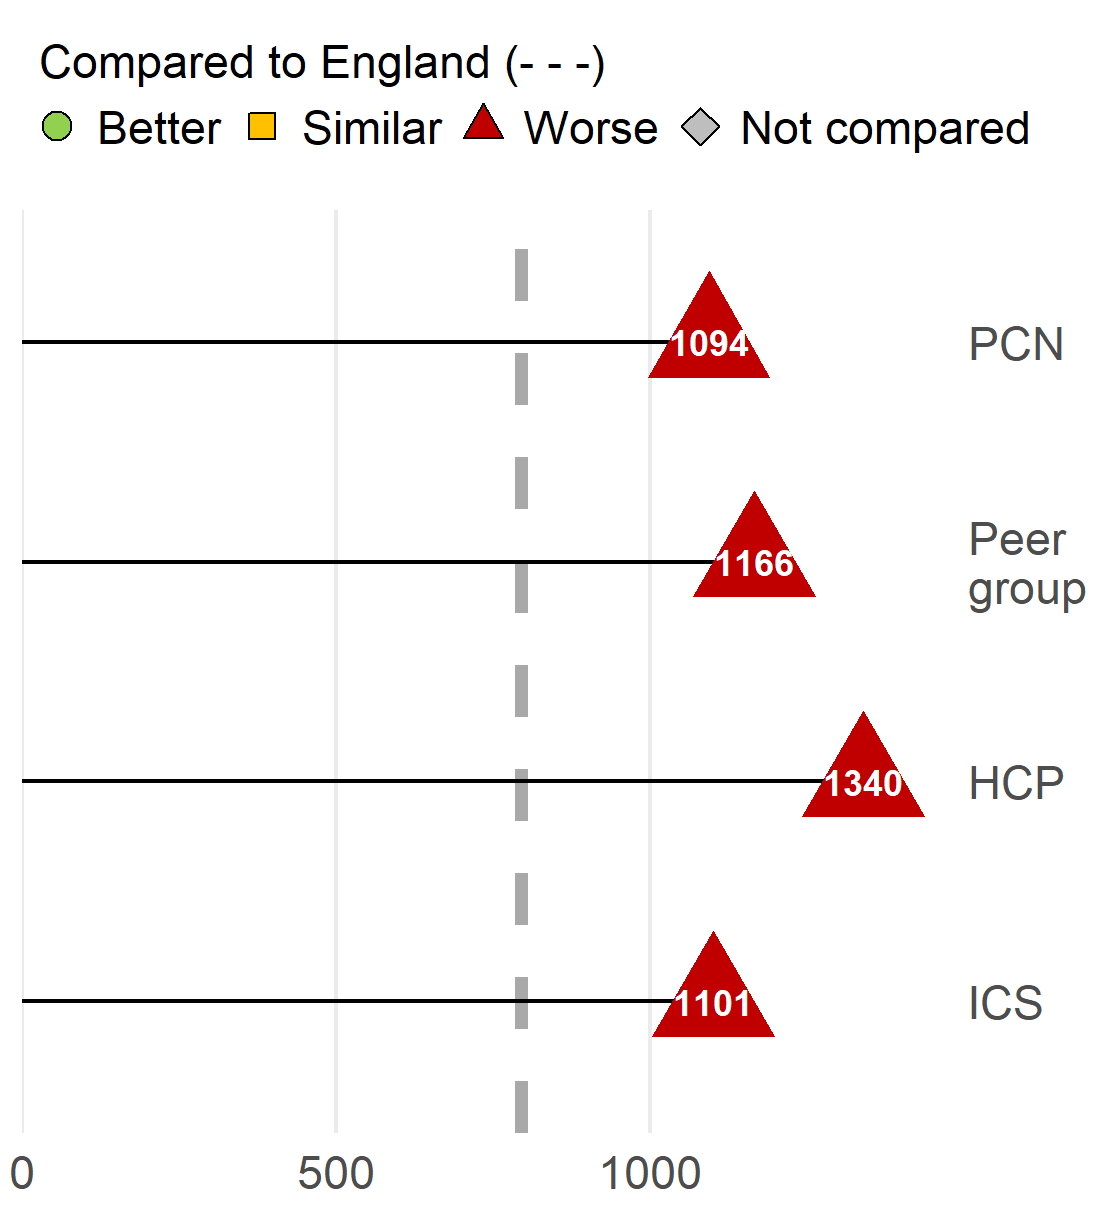 Compared to England (- - -)
Better Similar Worse Not compared
1094 PCN
1166 Peer
group
1340 HCP
1101 ICS
0 500 1000